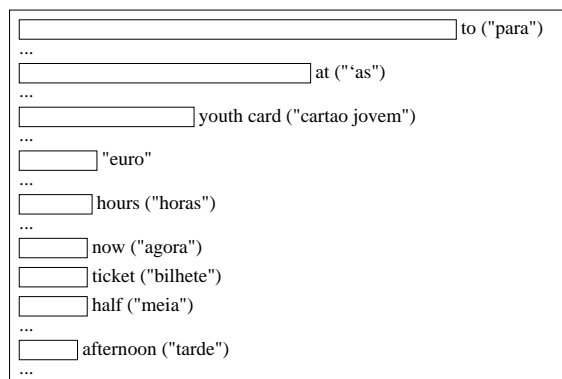 to ("para")
...
at ("‘as")
...
youth card ("cartao jovem")
...
"euro"
...
hours ("horas")
...
now ("agora")
ticket ("bilhete")
half ("meia")
...
afternoon ("tarde")
...